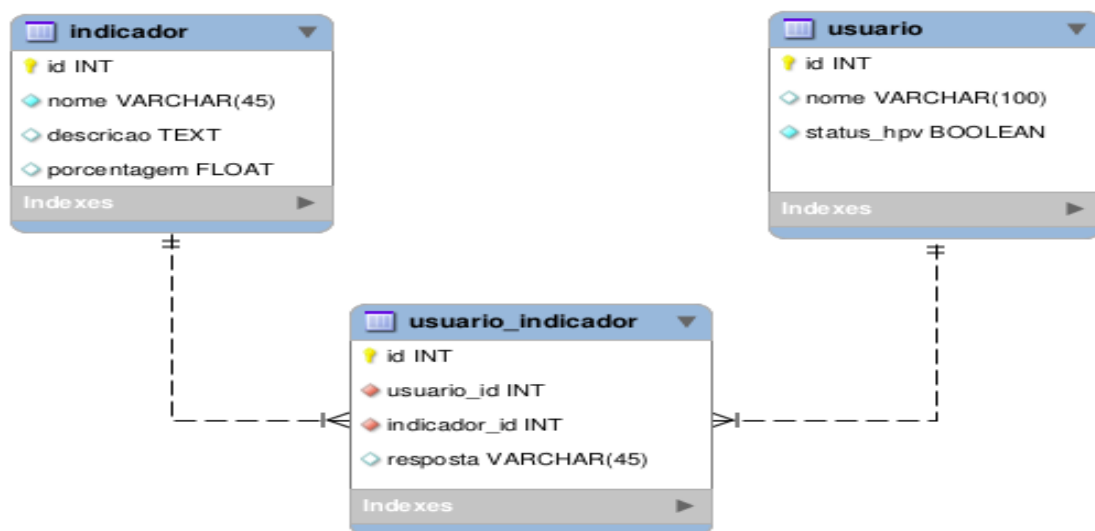 indicador
id INT
nome VARCHAR(45)
descricao TEXT
porcentagem FLOAT
Indexes
usuario
id INT
nome VARCHAR(100)
status_hpv BOOLEAN
Indexes
usuario_indicador
id INT
usuario_id INT
indicador_id INT
resposta VARCHAR(45)
Indexes